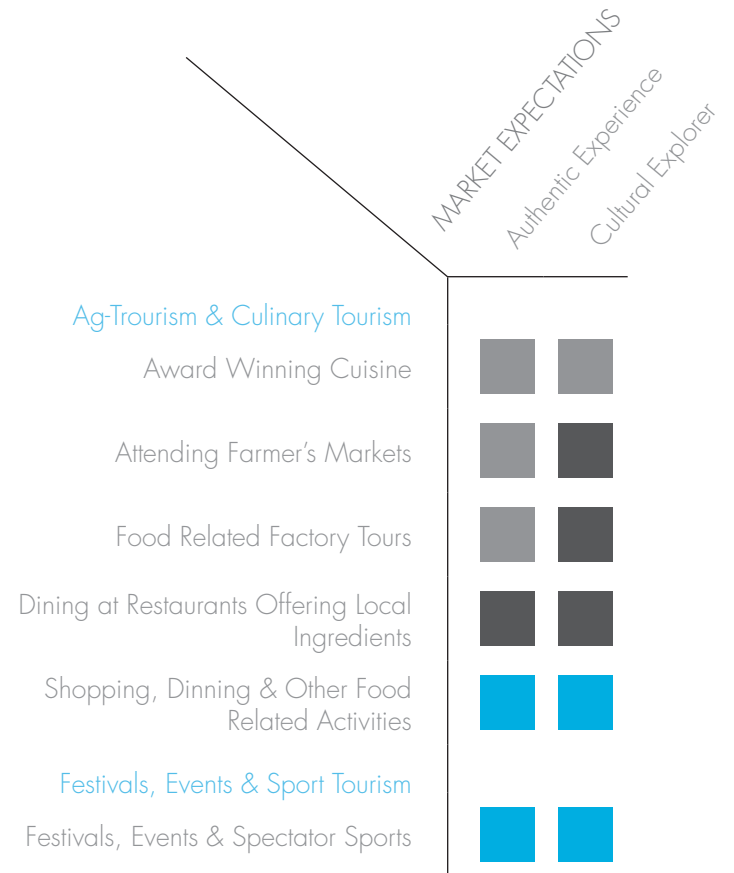 MARKET EXPECTATIONS
Authentic Experience
Cultural Explorer
Ag-Trourism & Culinary Tourism
Award Winning Cuisine
Attending Farmer's Markets
Food Related Factory Tours
Dining at Restaurants Offering Local
Ingredients
Shopping, Dinning & Other Food
Related Activities
Festivals, Events & Sport Tourism
Festivals, Events & Spectator Sports